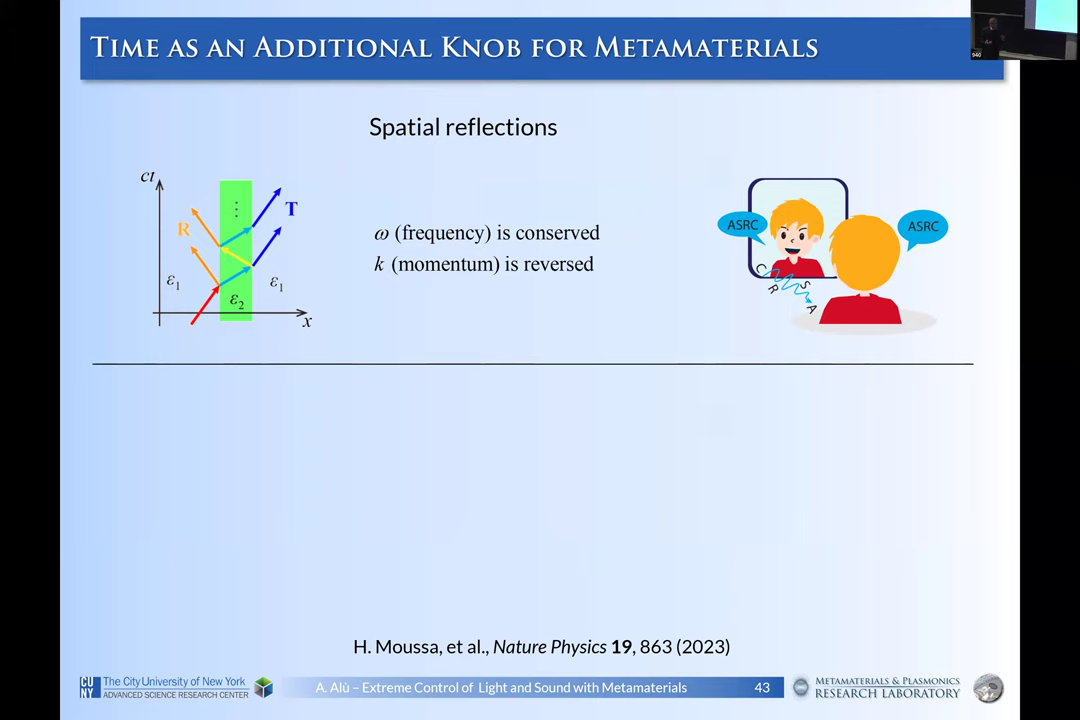 TIME AS AN ADDITIONAL KNOB FOR METAMATERIALS
940
Spatial reflections
ct
R
⋮
T
ε1
ε2
ε1
x
ω (frequency) is conserved
k (momentum) is reversed
ASRC
ASRC
C
R
S
A
H. Moussa, et al., Nature Physics 19, 863 (2023)
CUNY
The City University of New York
ADVANCED SCIENCE RESEARCH CENTER
A. Alù – Extreme Control of Light and Sound with Metamaterials
43
METAMATERIALS & PLASMONICS
RESEARCH LABORATORY